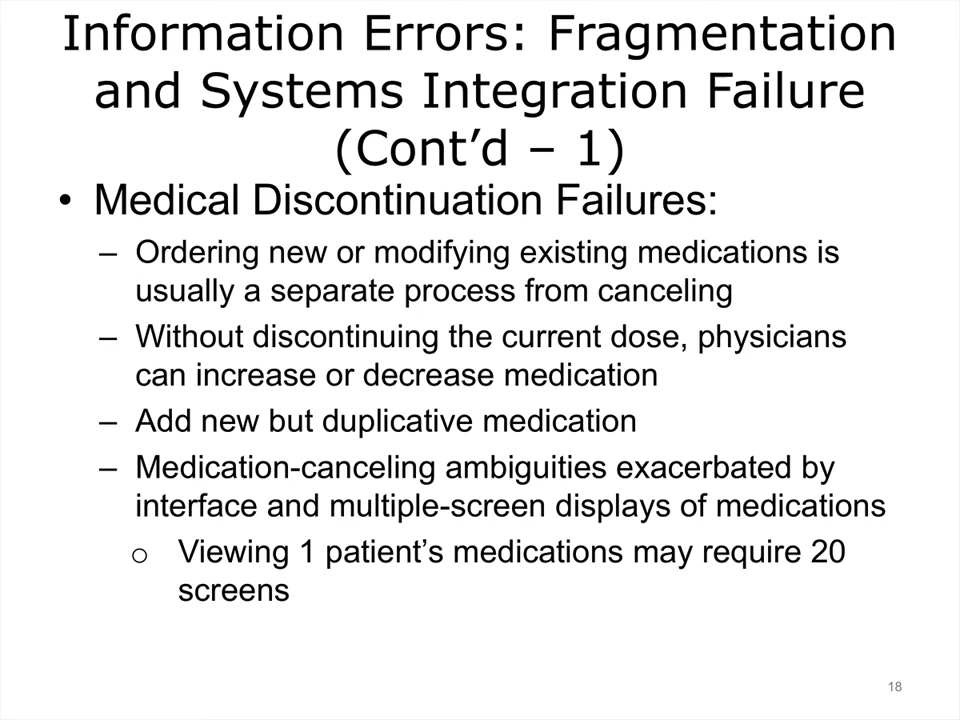 Information Errors: Fragmentation
and Systems Integration Failure
(Cont’d – 1)
• Medical Discontinuation Failures:
– Ordering new or modifying existing medications is
usually a separate process from canceling
– Without discontinuing the current dose, physicians
can increase or decrease medication
– Add new but duplicative medication
– Medication-canceling ambiguities exacerbated by
interface and multiple-screen displays of medications
o Viewing 1 patient’s medications may require 20
screens
18